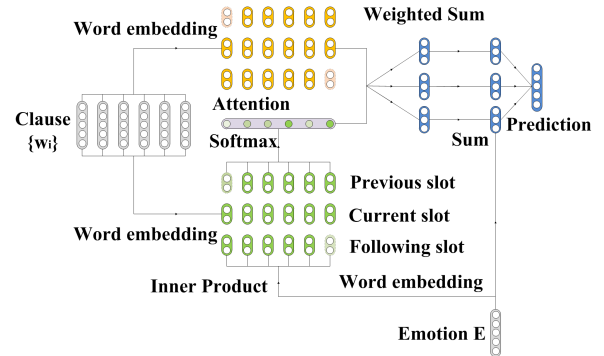 Weighted Sum
Word embedding
Attention
Clause
{wi}
Softmax
Sum
Prediction
Previous slot
Current slot
Word embedding
Following slot
Inner Product
Word embedding
Emotion E